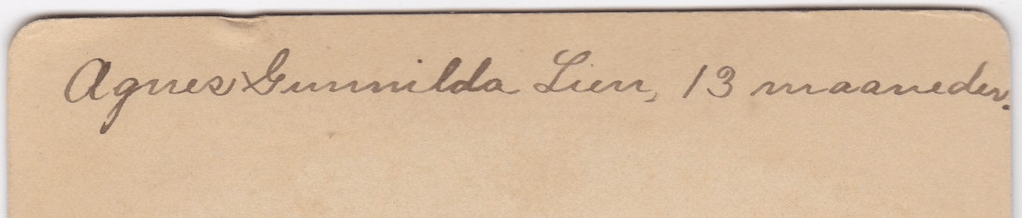 Agnes Gunnilda Lien, 13 maaneder.